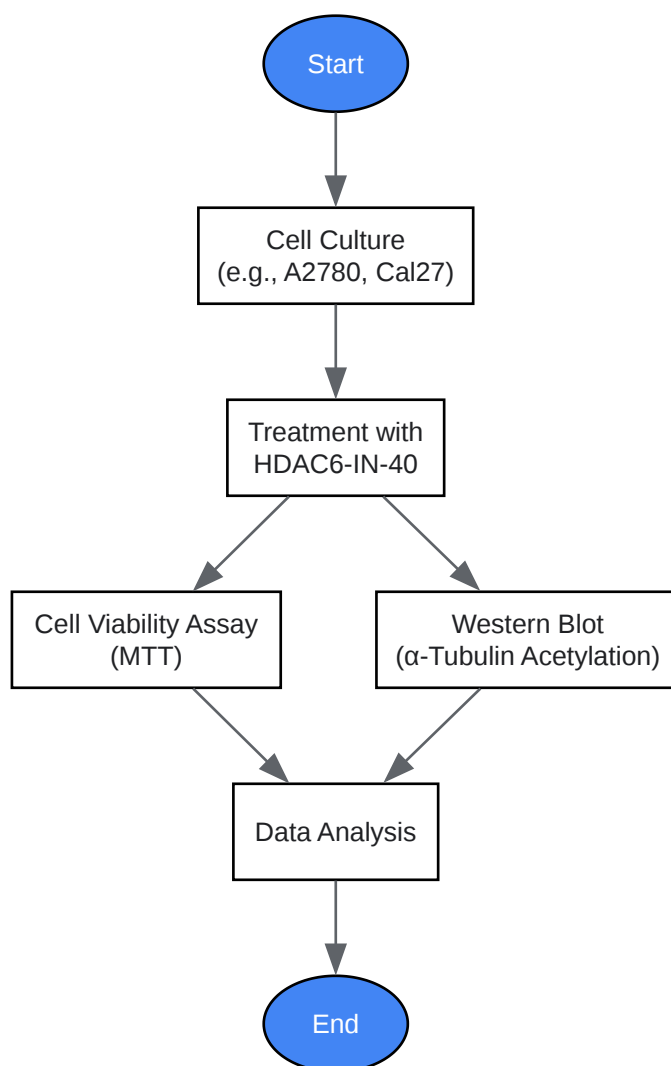 Start
Cell Culture
(e.g., A2780, Cal27)
Treatment with
HDAC6-IN-40
Cell Viability Assay
(MTT)
Western Blot
(α-Tubulin Acetylation)
Data Analysis
End